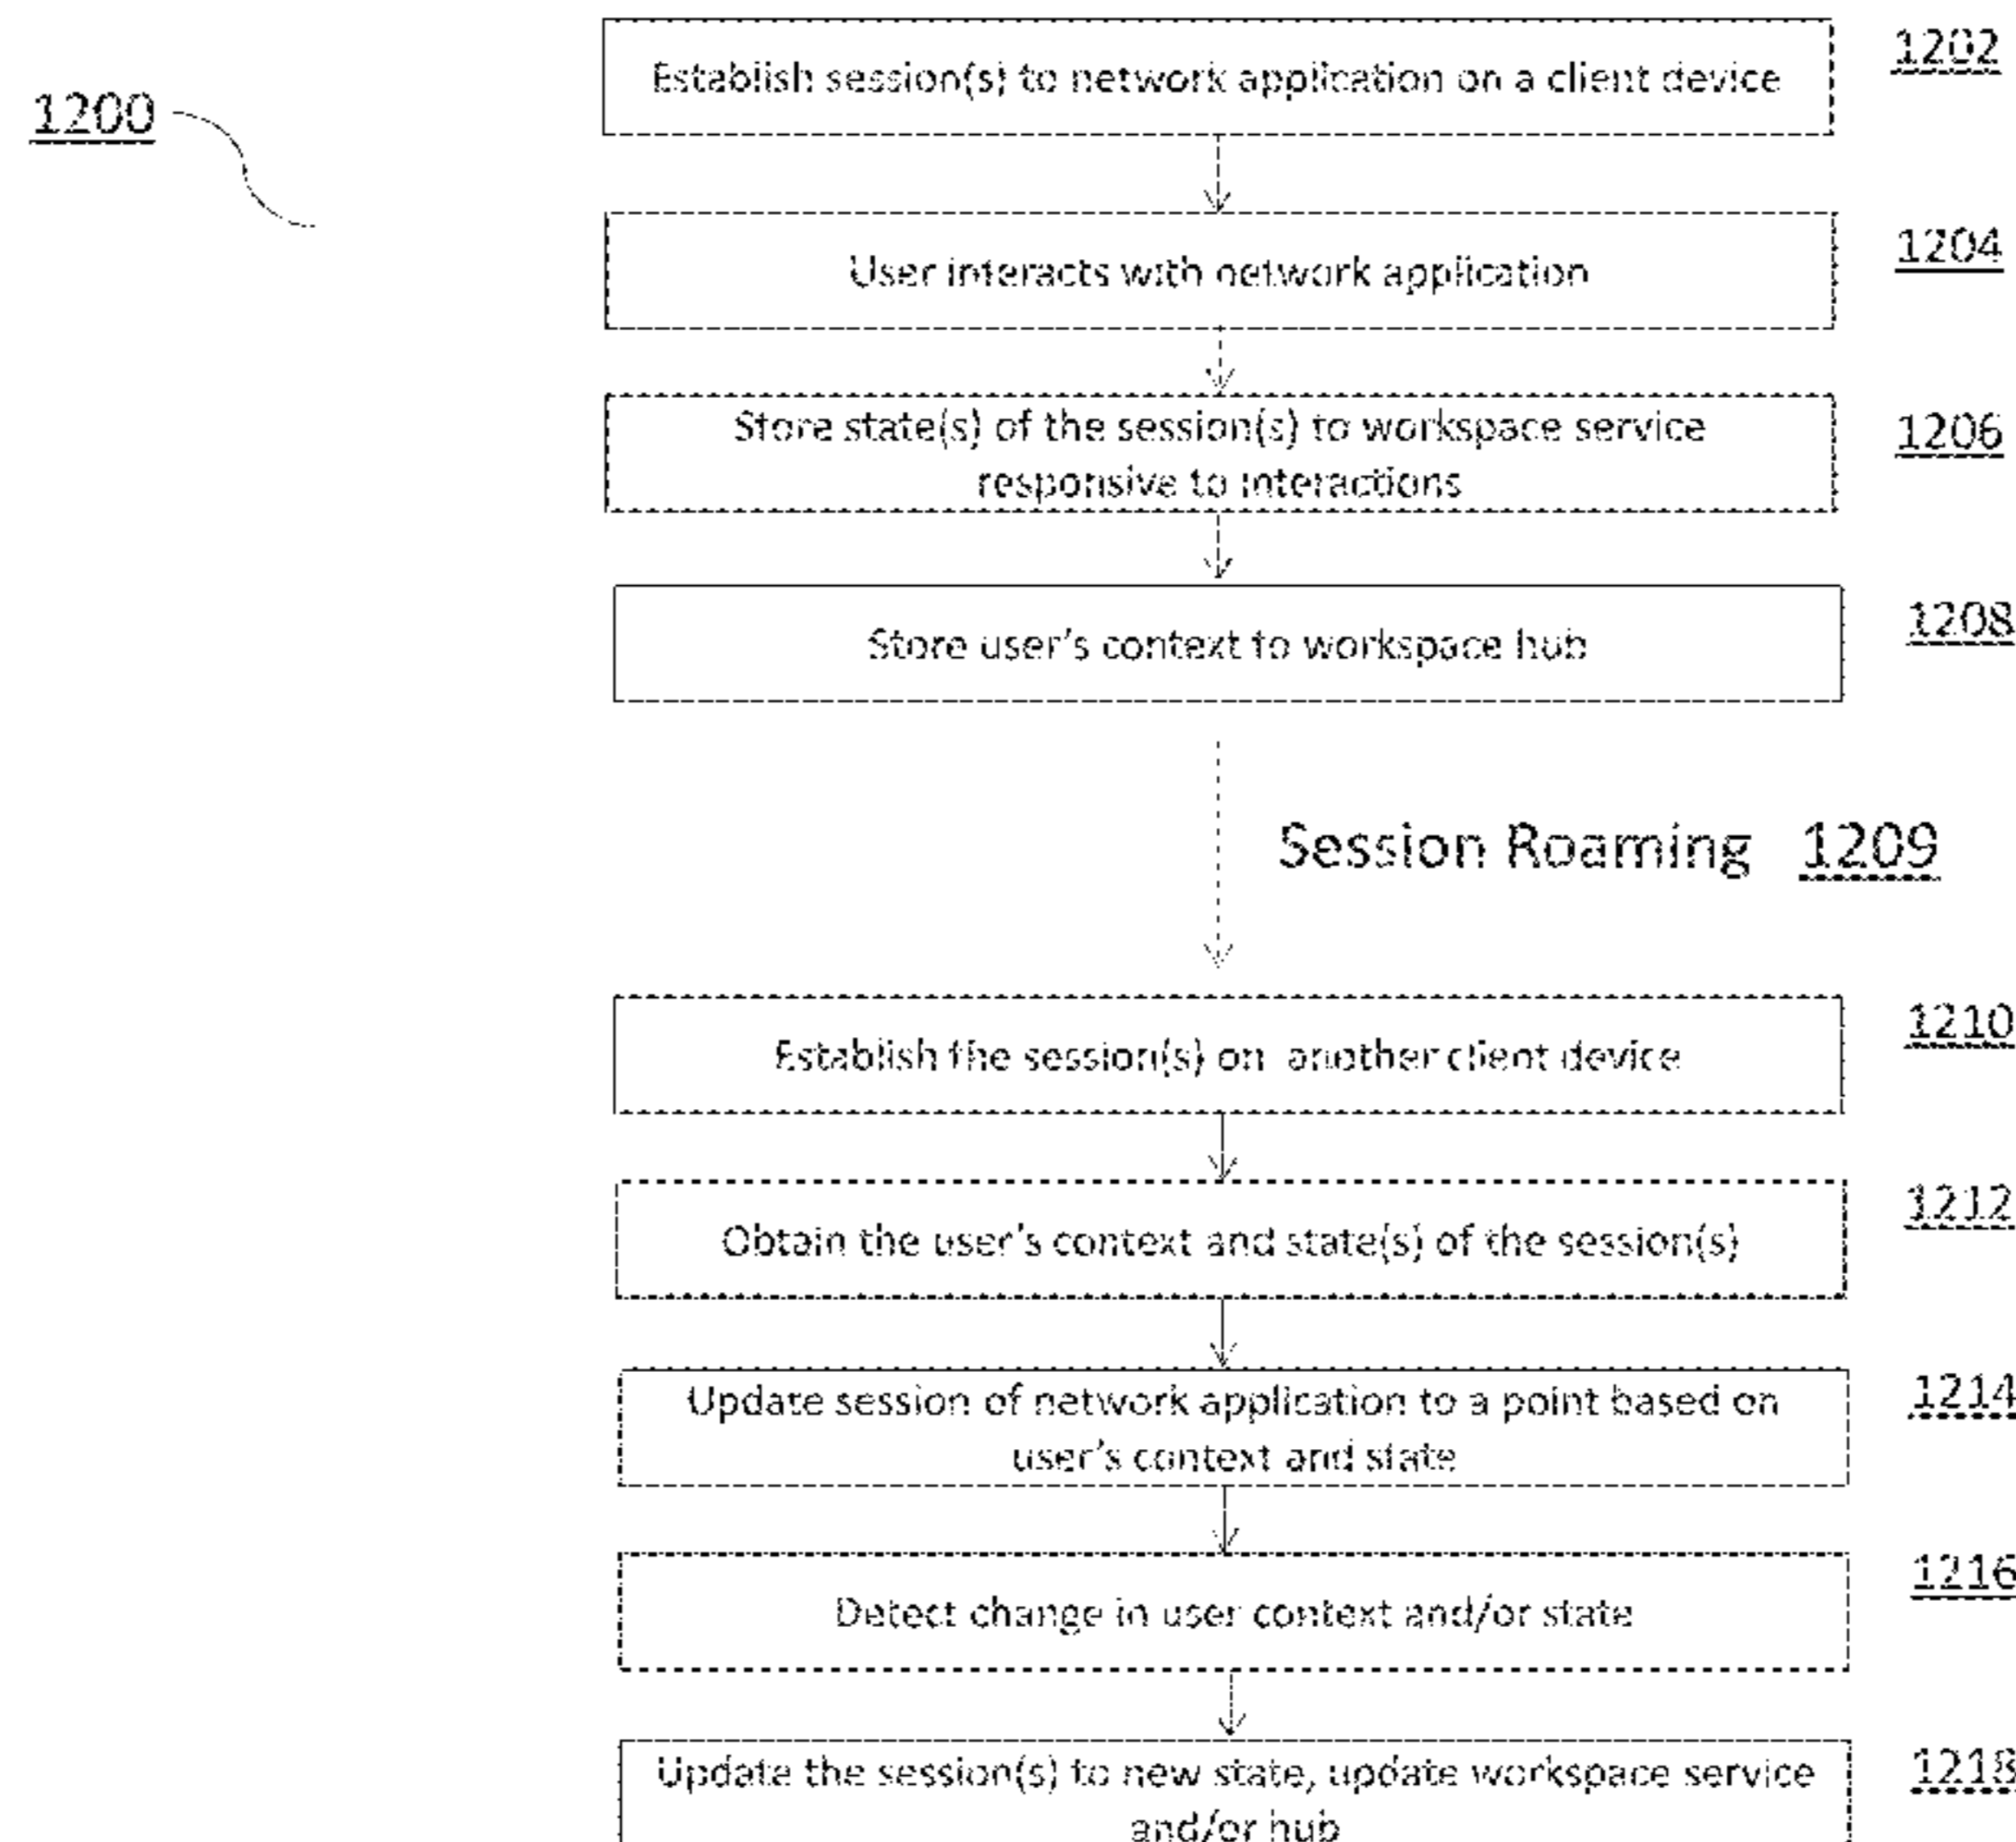 1200
Establish session(s) to network application on a client device
1202
User interacts with network application
1204
Store state(s) of the session(s) to workspace service
responsive to interactions
1206
Store user's context to workspace hub
1208
Session Roaming 1209
Establish the session(s) on another client device
1210
Obtain the user's context and state(s) of the session(s)
1212
Update session of network application to a point based on
user's context and state
1214
Detect change in user context and/or state
1216
Update the session(s) to new state, update workspace service
and/or hub
1218